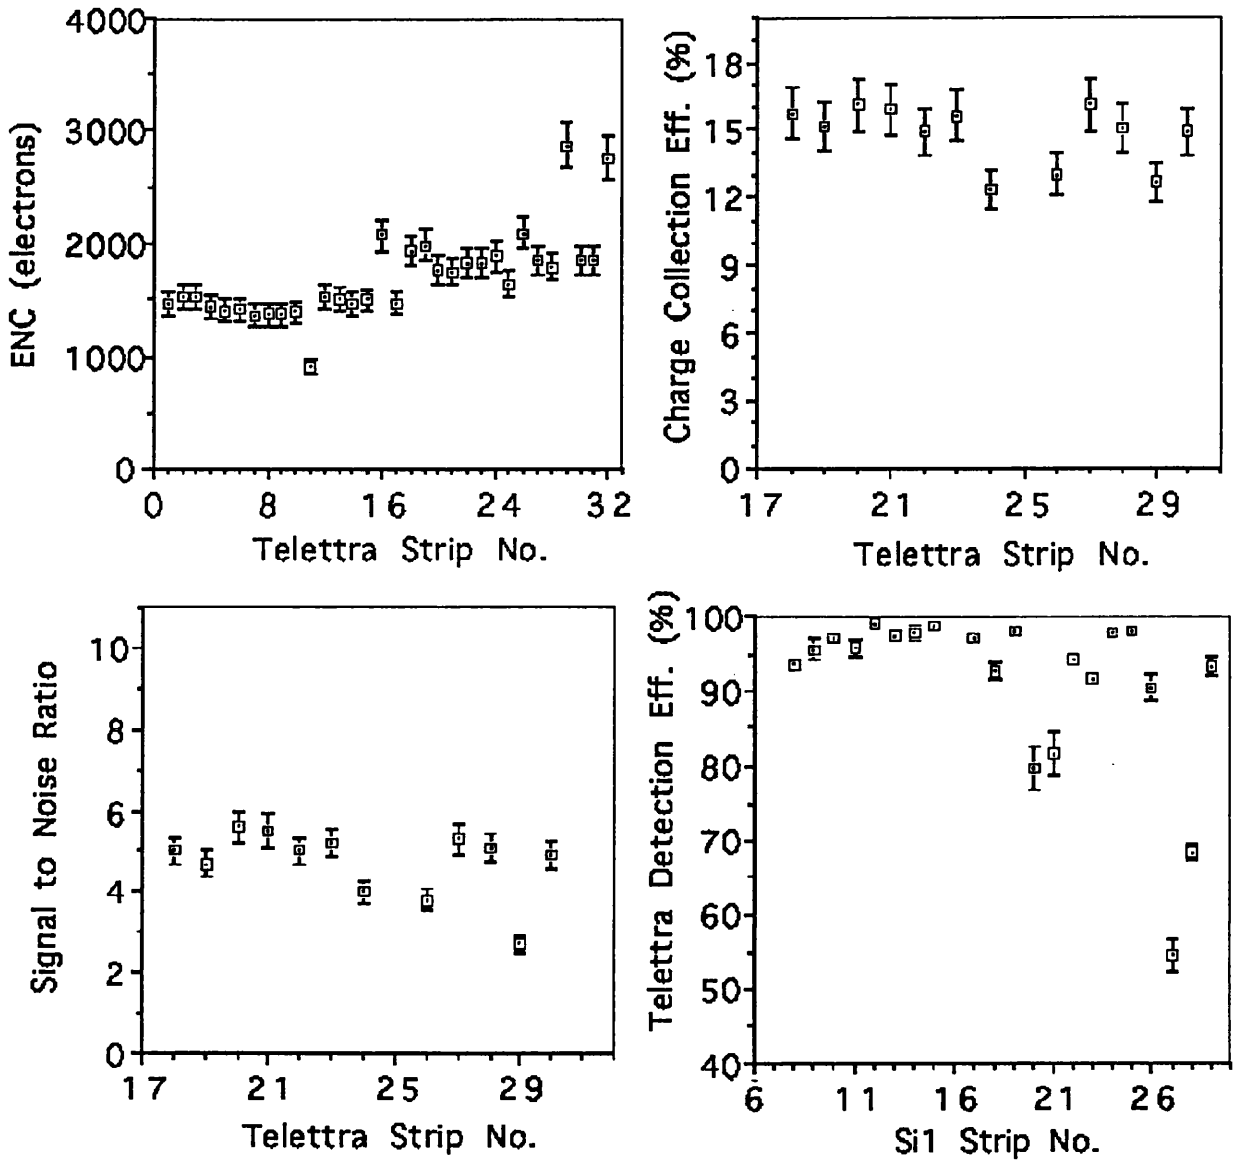 ENC (electrons)
4000
3000
2000
1000
0
0 8 16 24 32
Telettra Strip No.
Charge Collection Eff. (%)
18
15
12
9
6
3
0
17 21 25 29
Telettra Strip No.
Signal to Noise Ratio
10
8
6
4
2
0
17 21 25 29
Telettra Strip No.
Telettra Detection Eff. (%)
100
90
80
70
60
50
40
6 11 16 21 26
Si1 Strip No.